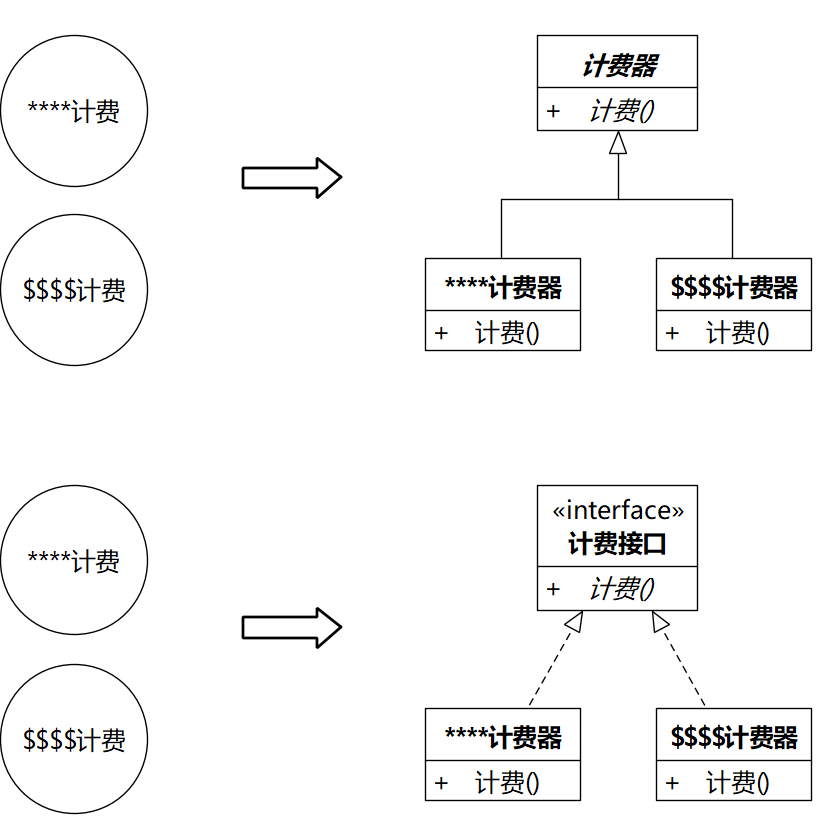 ****计费
计费器
+ 计费()
$$$$计费
****计费器
$$$$计费器
+ 计费()
+ 计费()
****计费
«interface»
计费接口
+ 计费()
$$$$计费
****计费器
$$$$计费器
+ 计费()
+ 计费()